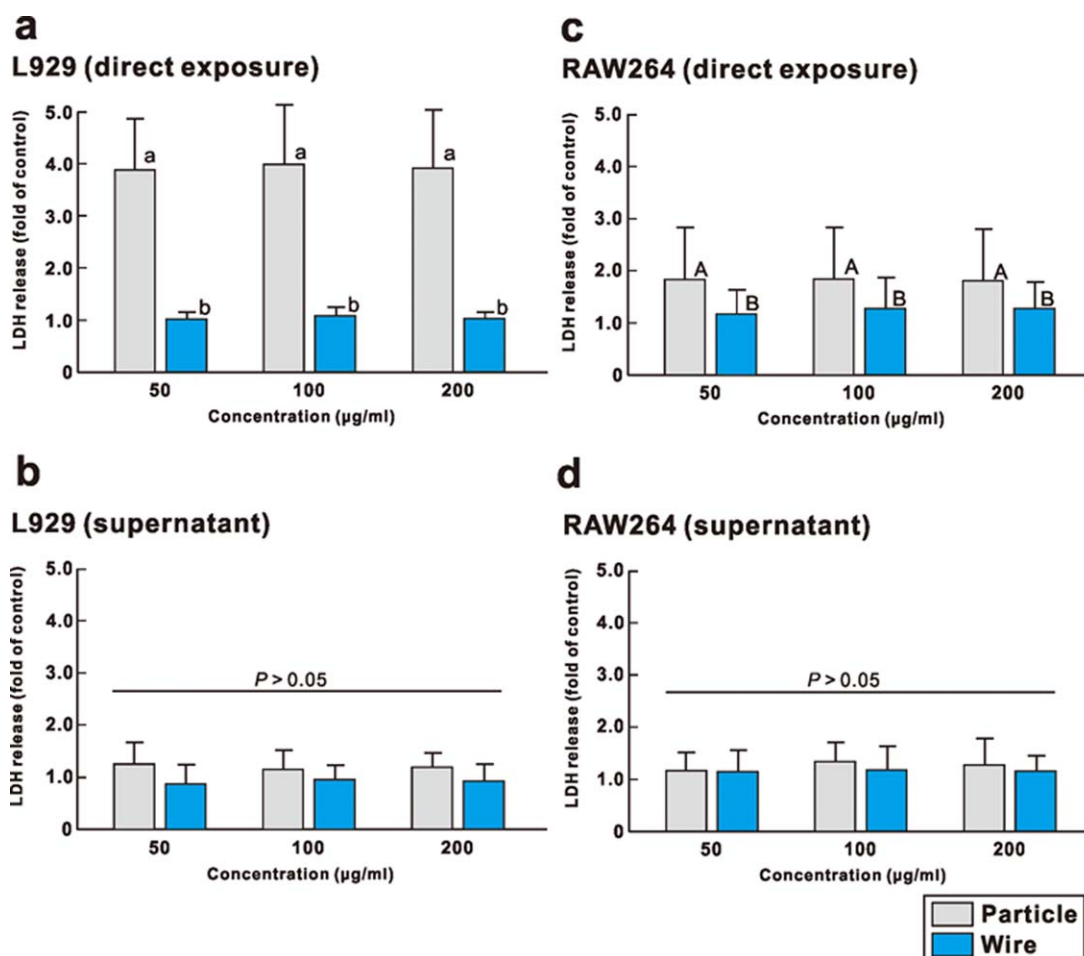 a
L929 (direct exposure)
LDH release (fold of control)
5.0
4.0
3.0
2.0
1.0
0
a
b
a
b
a
b
50
100
200
Concentration (µg/ml)
c
RAW264 (direct exposure)
LDH release (fold of control)
5.0
4.0
3.0
2.0
1.0
0
A
B
A
B
A
B
50
100
200
Concentration (µg/ml)
b
L929 (supernatant)
LDH release (fold of control)
5.0
4.0
3.0
2.0
1.0
0
P > 0.05
50
100
200
Concentration (µg/ml)
d
RAW264 (supernatant)
LDH release (fold of control)
5.0
4.0
3.0
2.0
1.0
0
P > 0.05
50
100
200
Concentration (µg/ml)
Particle
Wire